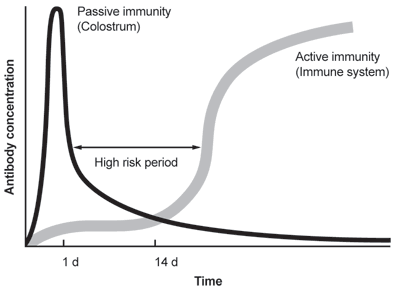 Passive immunity
(Colostrum)
Active immunity
(Immune system)
Antibody concentration
High risk period
1 d
14 d
Time